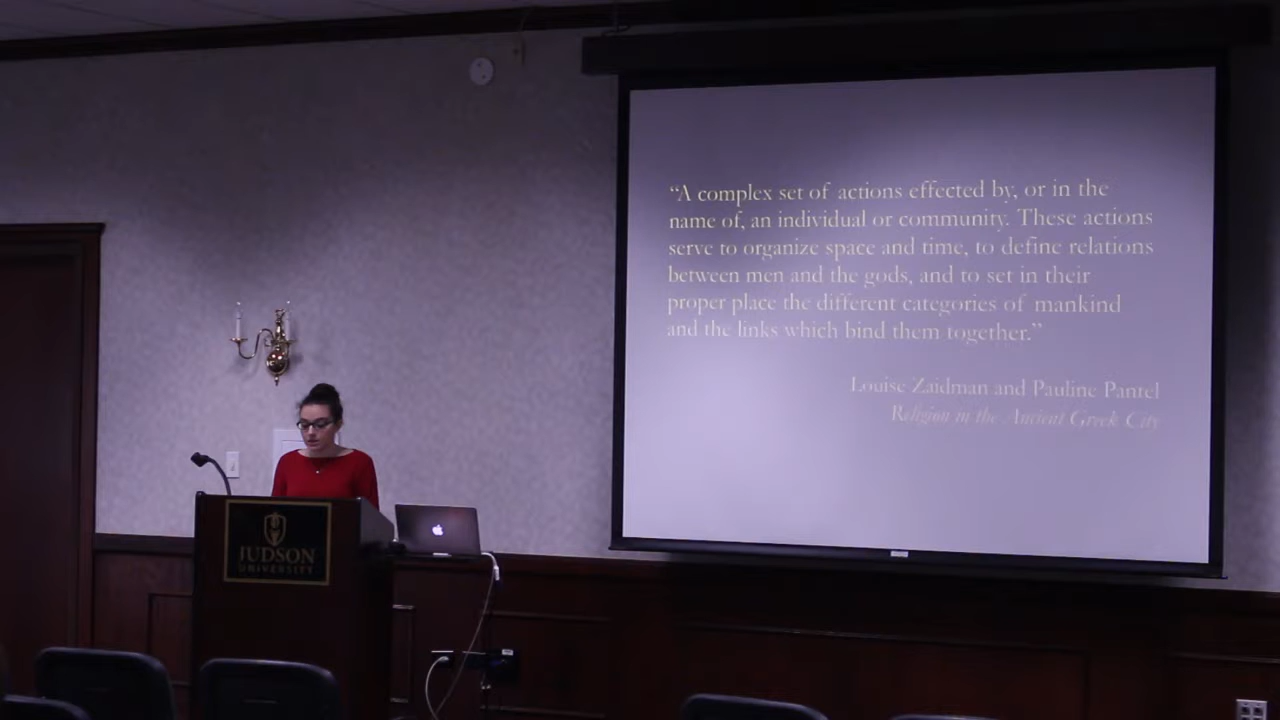 “A complex set of actions effected by, or in the
name of, an individual or community. These actions
serve to organize space and time, to define relations
between men and the gods, and to set in their
proper place the different categories of mankind
and the links which bind them together.”
Louise Zaidman and Pauline Pantel
Religion in the Ancient Greek City
JUDSON
UNIVERSITY